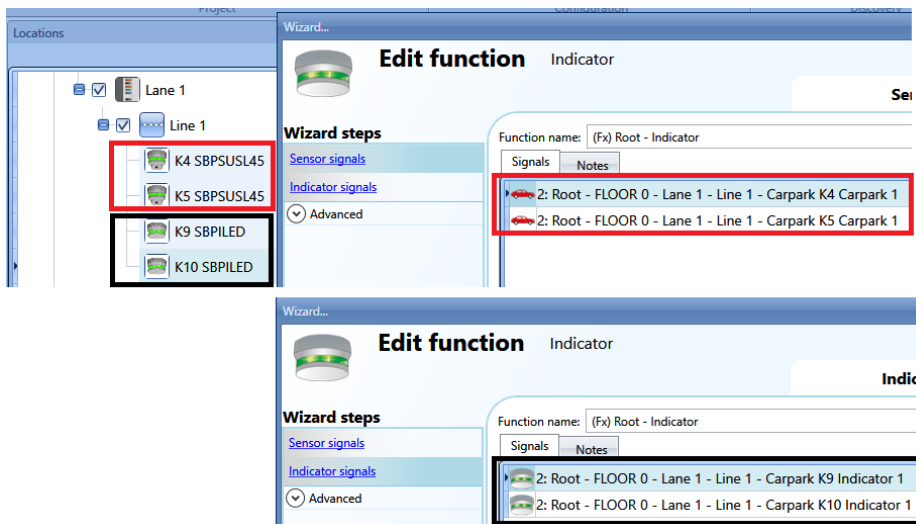 Project
Configuration
Discovery
Locations
Lane 1
Line 1
K4 SBPSUSL45
K5 SBPSUSL45
K9 SBPILED
K10 SBPILED
Wizard...
Edit function Indicator
Wizard steps
Sensor signals
Indicator signals
Advanced
Function name: (Fx) Root - Indicator
Signals Notes
2: Root - FLOOR 0 - Lane 1 - Line 1 - Carpark K4 Carpark 1
2: Root - FLOOR 0 - Lane 1 - Line 1 - Carpark K5 Carpark 1
Wizard...
Edit function Indicator
Wizard steps
Sensor signals
Indicator signals
Advanced
Function name: (Fx) Root - Indicator
Signals Notes
2: Root - FLOOR 0 - Lane 1 - Line 1 - Carpark K9 Indicator 1
2: Root - FLOOR 0 - Lane 1 - Line 1 - Carpark K10 Indicator 1